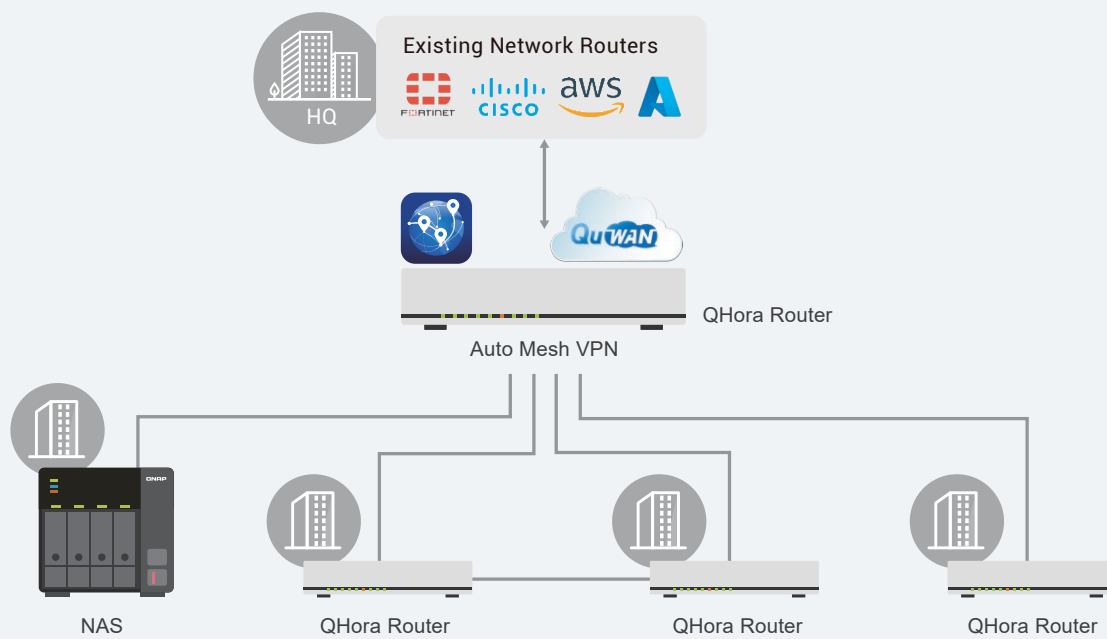 Existing Network Routers
HQ
FORTINET
CISCO
aws
QuWAN
QHora Router
Auto Mesh VPN
QNAP
NAS
QHora Router
QHora Router
QHora Router